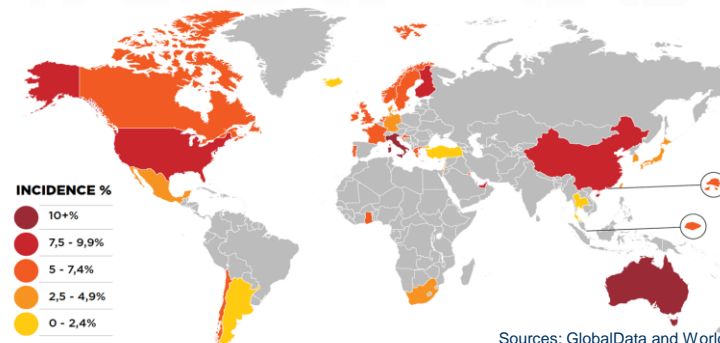 INCIDENCE %
10+%
7,5 - 9,9%
5 - 7,4%
2,5 - 4,9%
0 - 2,4%
Sources: GlobalData and World